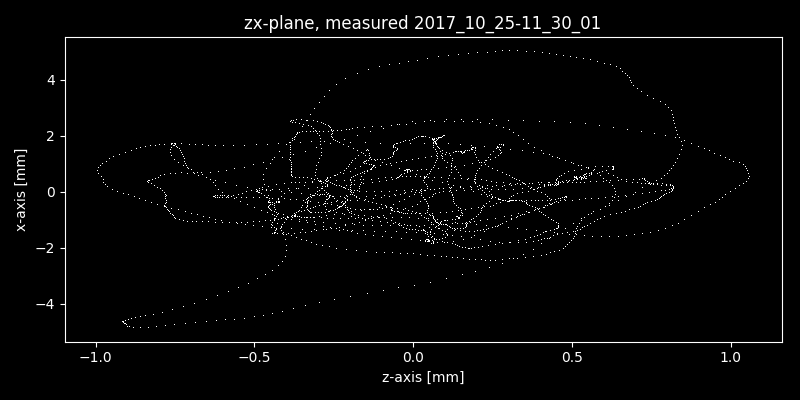 zx-plane, measured 2017_10_25-11_30_01
x-axis [mm]
4
2
0
−2
−4
−1.0 −0.5 0.0 0.5 1.0
z-axis [mm]